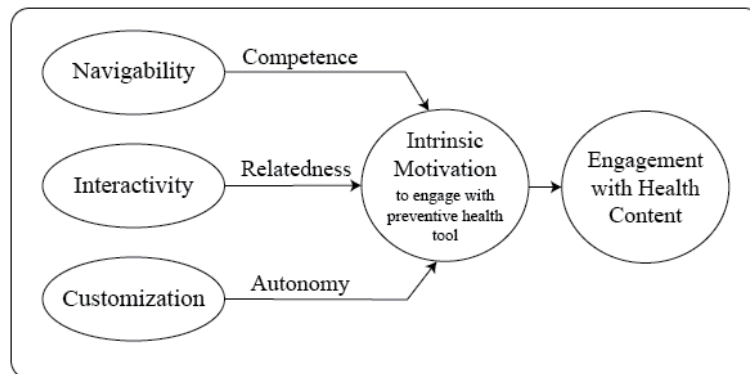 Navigability
Competence
Interactivity
Relatedness
Customization
Autonomy
Intrinsic
Motivation
to engage with
preventive health
tool
Engagement
with Health
Content